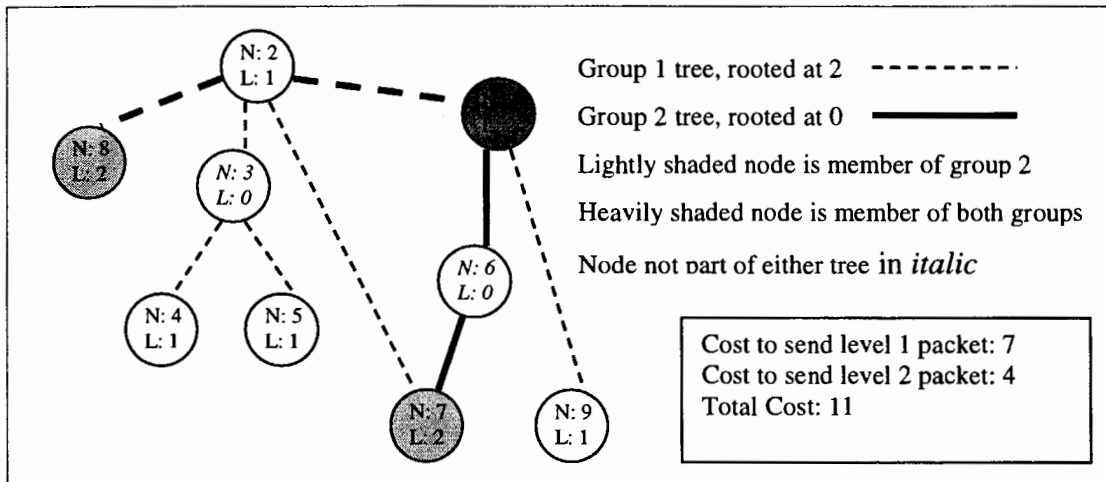 N: 2
L: 1
N: 8
L: 2
N: 3
L: 0
N: 6
L: 0
N: 4
L: 1
N: 5
L: 1
N: 7
L: 2
N: 9
L: 1
Group 1 tree, rooted at 2
Group 2 tree, rooted at 0
Lightly shaded node is member of group 2
Heavily shaded node is member of both groups
Node not part of either tree in italic
Cost to send level 1 packet: 7
Cost to send level 2 packet: 4
Total Cost: 11